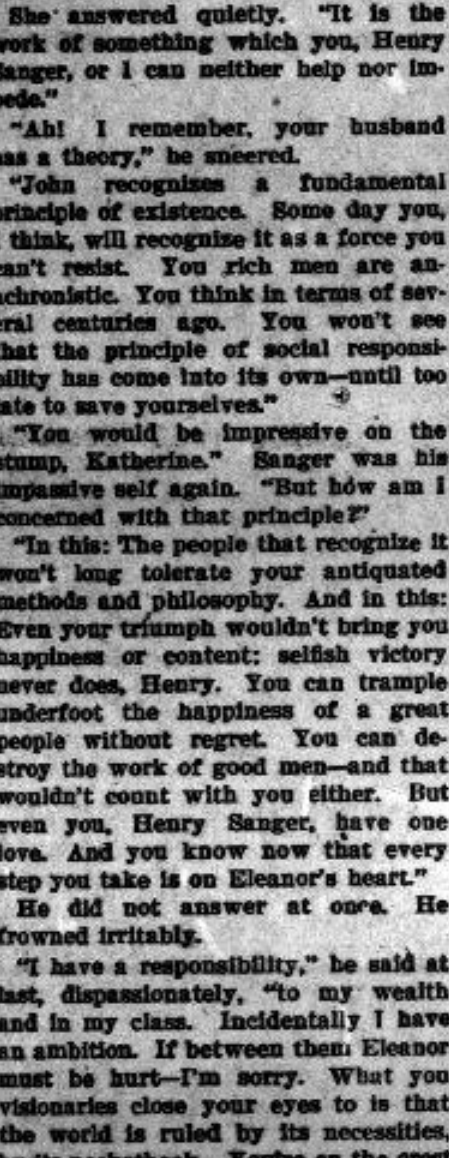 She answered quietly. "It is the
work of something which you, Henry
Sanger, or I can neither help nor im-
pede."
"Ah! I remember, your husband
has a theory," he sneered.
"John recognizes a fundamental
principle of existence. Some day you,
I think, will recognize it as a force you
can't resist. You rich men are an-
achronistic. You think in terms of sev-
eral centuries ago. You won't see
that the principle of social responsi-
bility has come into its own—until too
late to save yourselves."
"You would be impressive on the
stump, Katherine." Sanger was his
impassive self again. "But how am I
concerned with that principle?"
"In this: The people that recognize it
won't long tolerate your antiquated
methods and philosophy. And in this:
Even your triumph wouldn't bring you
happiness or content; selfish victory
never does, Henry. You can trample
underfoot the happiness of a great
people without regret. You can de-
stroy the work of good men—and that
wouldn't count with you either. But
even you, Henry Sanger, have one
love. And you know now that every
step you take is on Eleanor's heart."
He did not answer at once. He
frowned irritably.
"I have a responsibility," he said at
last, dispassionately, "to my wealth
and in my class. Incidentally I have
an ambition. If between them Eleanor
must be hurt—I'm sorry. What you
visionaries close your eyes to is that
the world is ruled by its necessities,